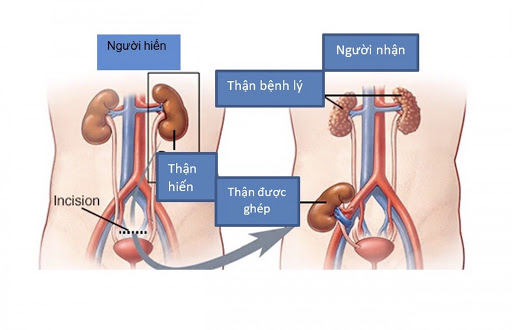 Người hiến
Người nhận
Thận bệnh lý
Thận
hiến
Thận được
ghép
Incision